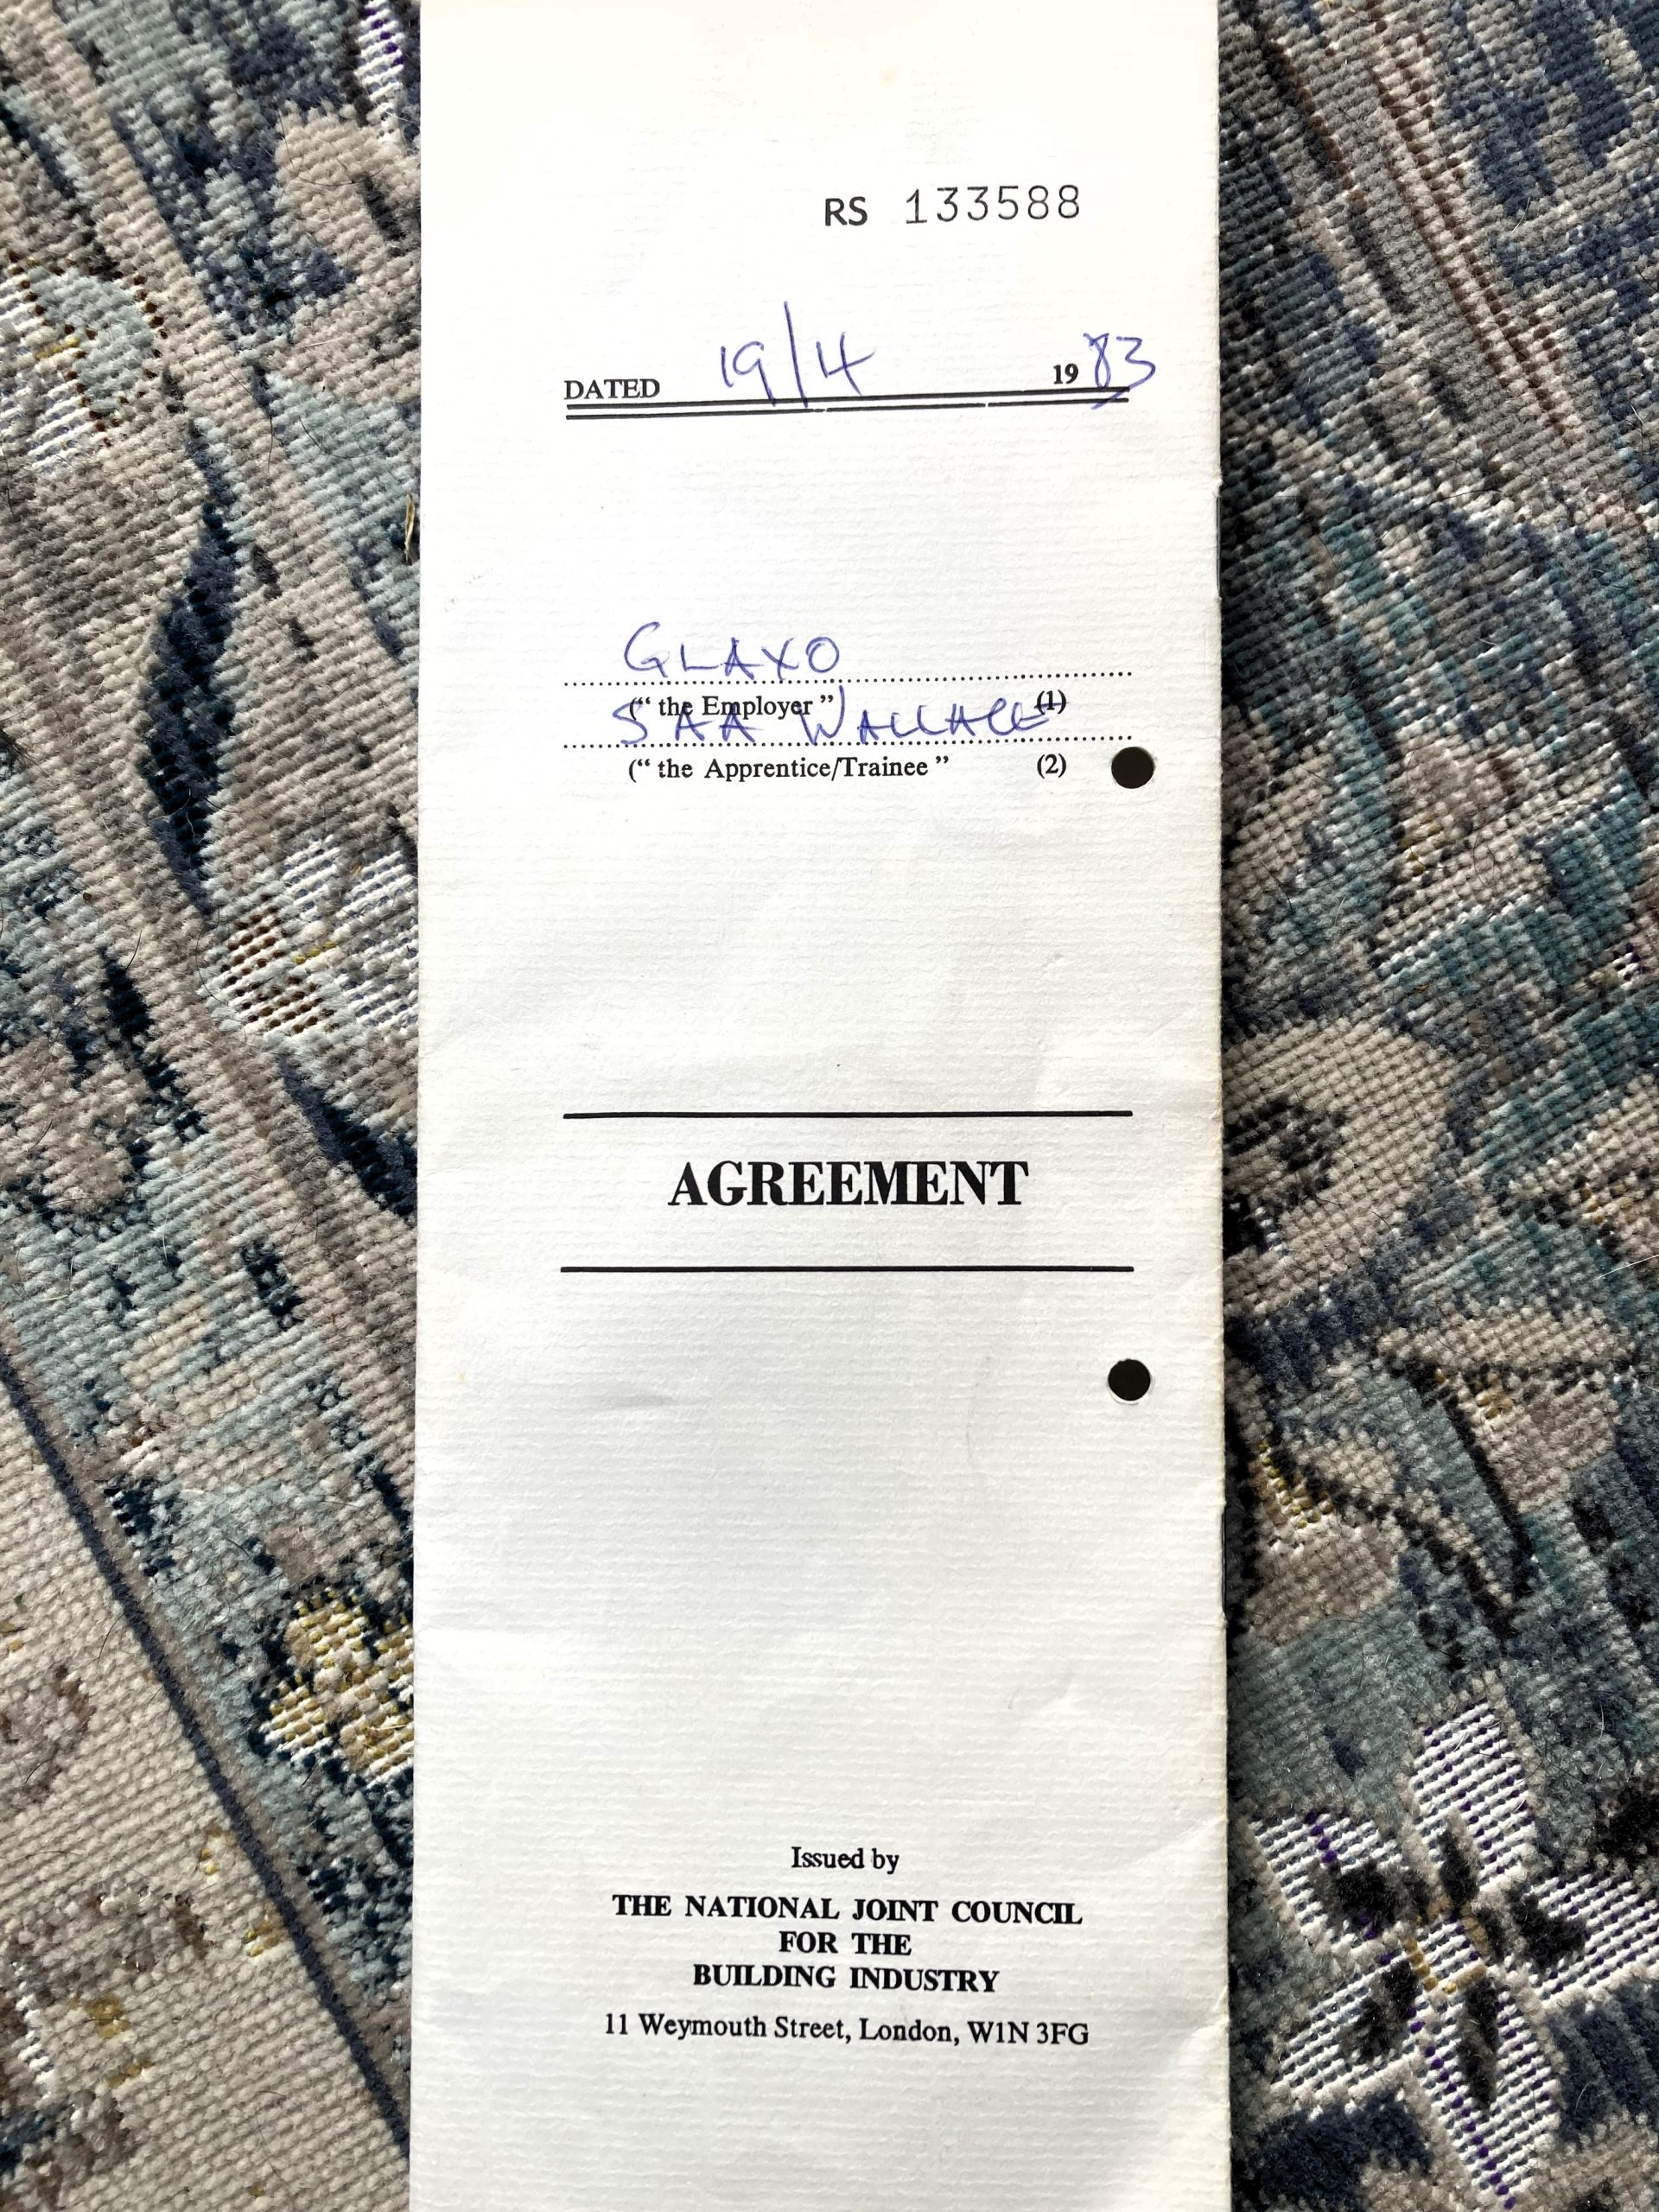 RS 133588
DATED 19/4 1983
GLAXO
(“ the Employer ” (1)
SAA WALLACE
(“ the Apprentice/Trainee ” (2)
AGREEMENT
Issued by
THE NATIONAL JOINT COUNCIL
FOR THE
BUILDING INDUSTRY
11 Weymouth Street, London, W1N 3FG